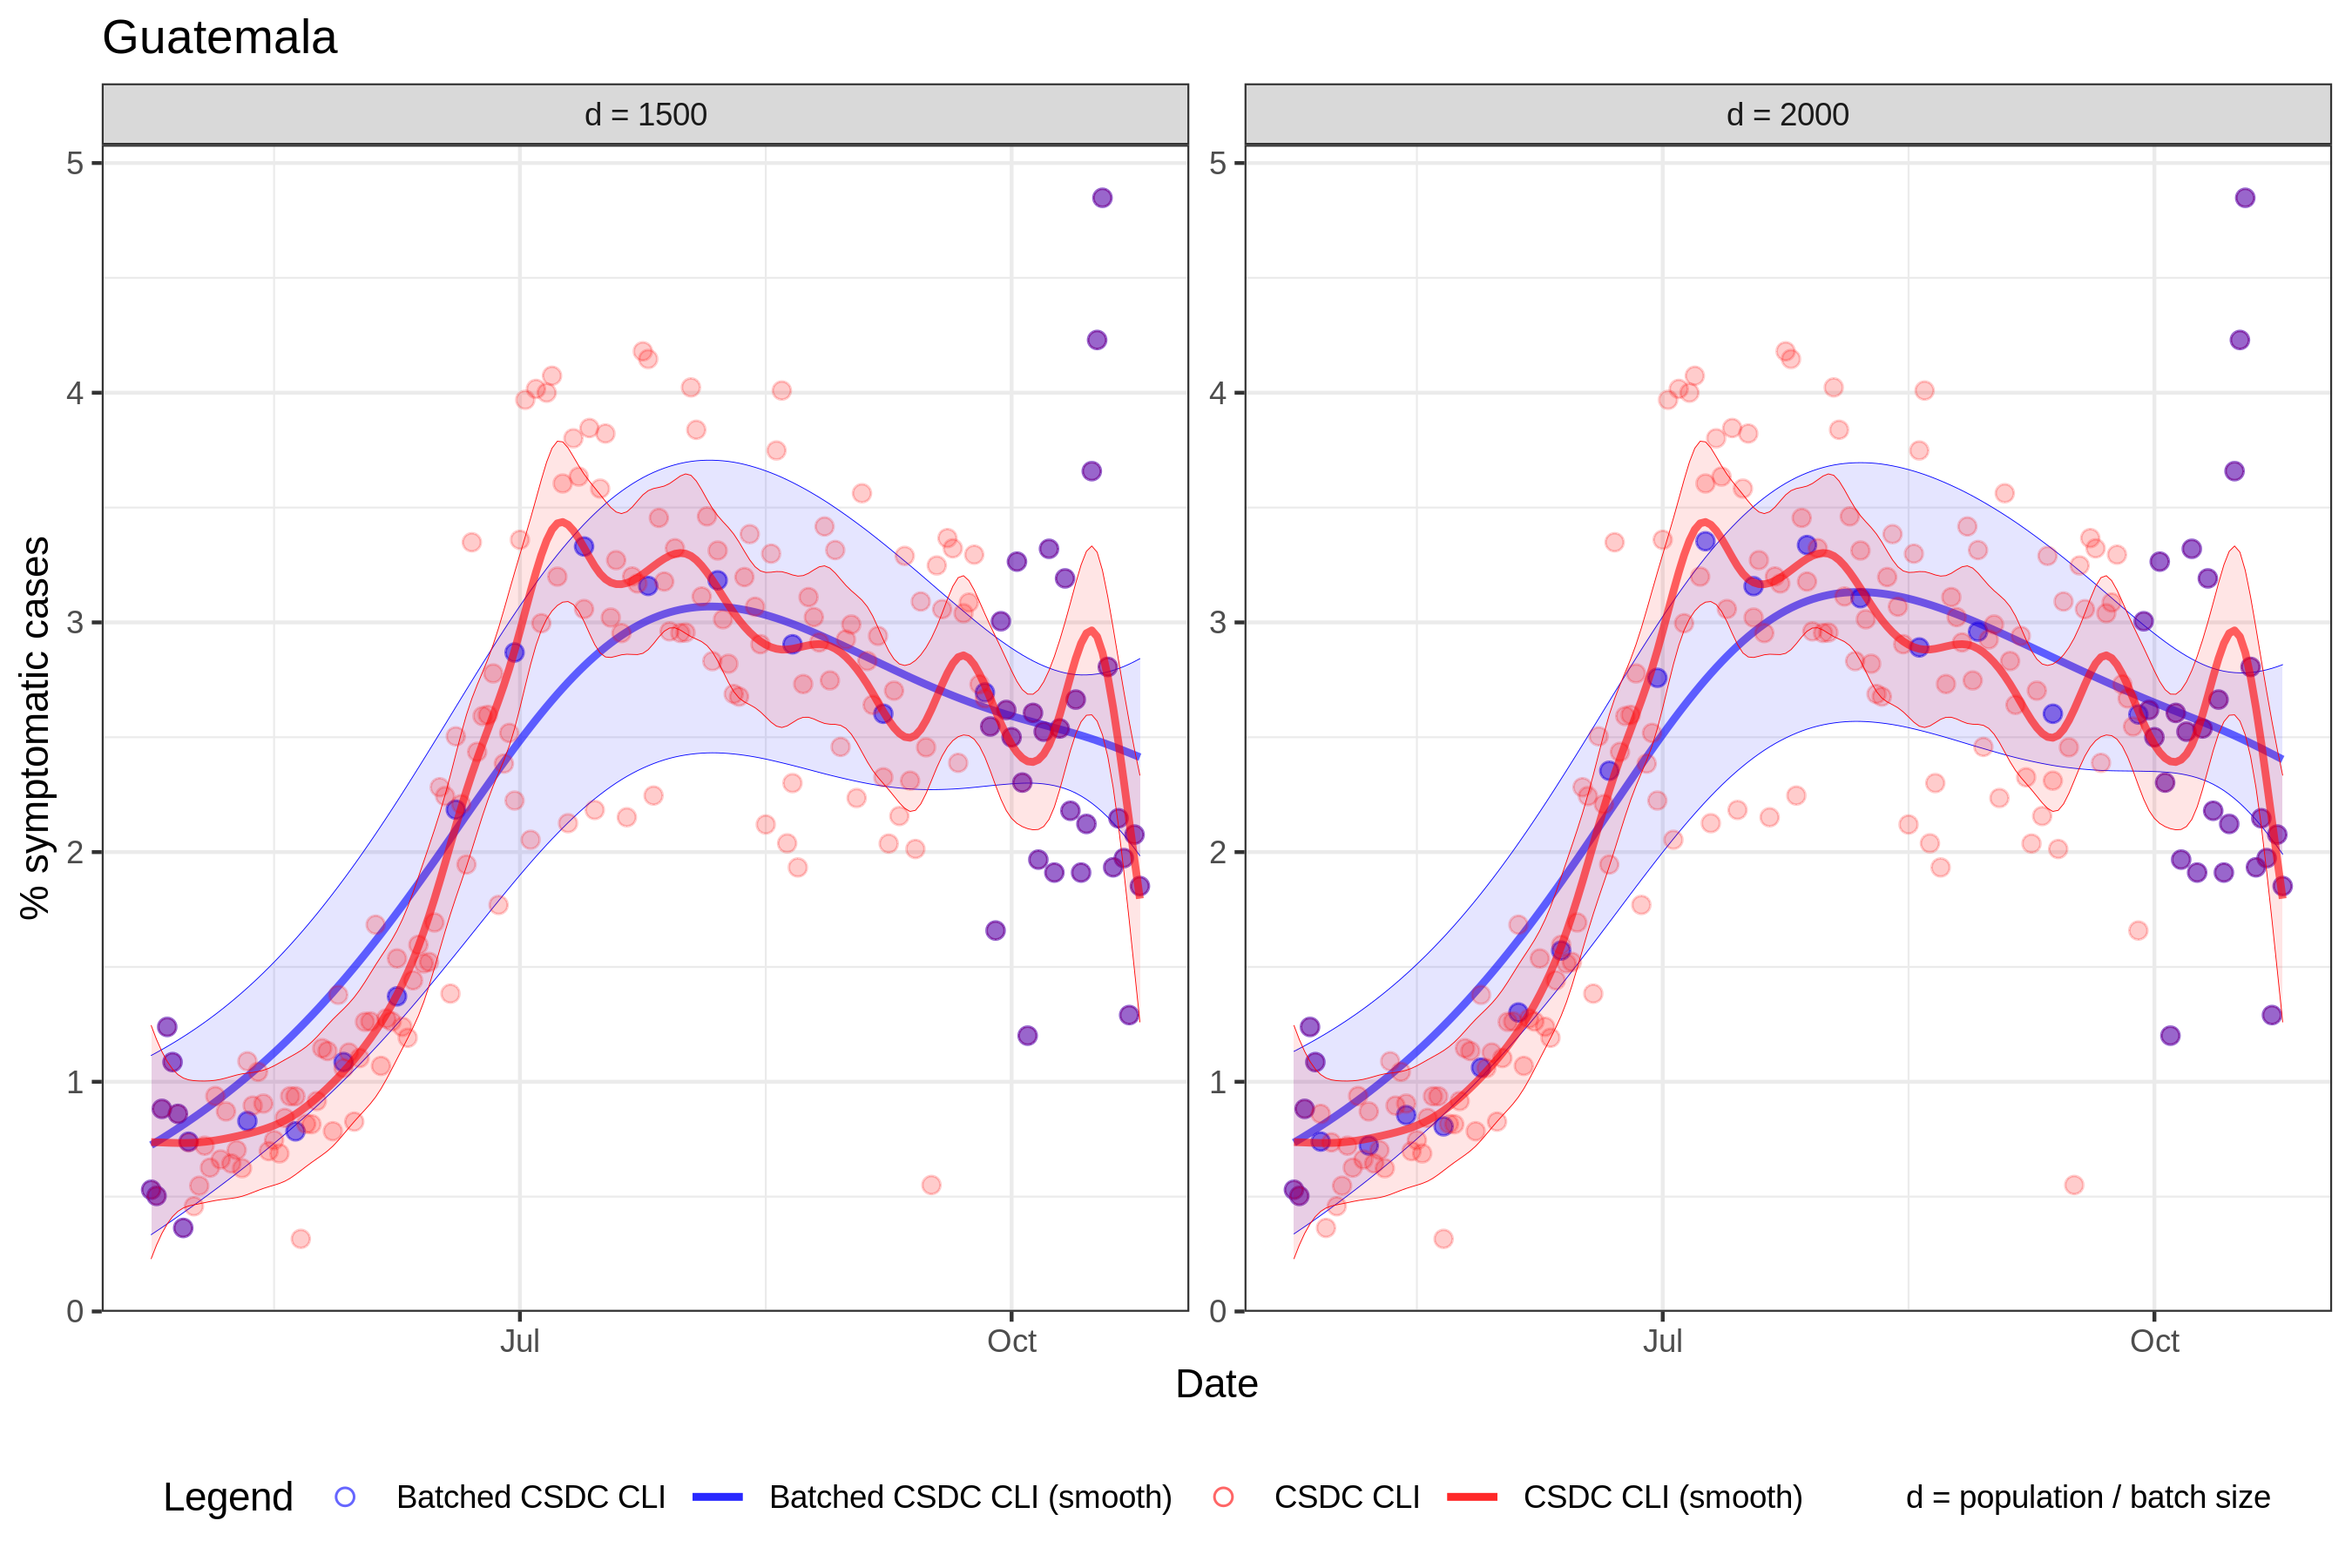 Guatemala
d = 1500
d = 2000
% symptomatic cases
5
4
3
2
1
0
5
4
3
2
1
0
Jul
Oct
Jul
Oct
Date
Legend
Batched CSDC CLI
Batched CSDC CLI (smooth)
CSDC CLI
CSDC CLI (smooth)
d = population / batch size